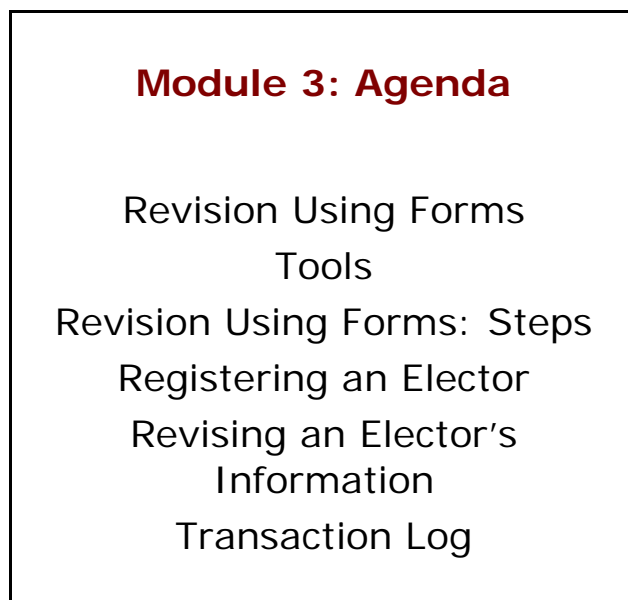 Module 3: Agenda
Revision Using Forms
Tools
Revision Using Forms: Steps
Registering an Elector
Revising an Elector’s
Information
Transaction Log